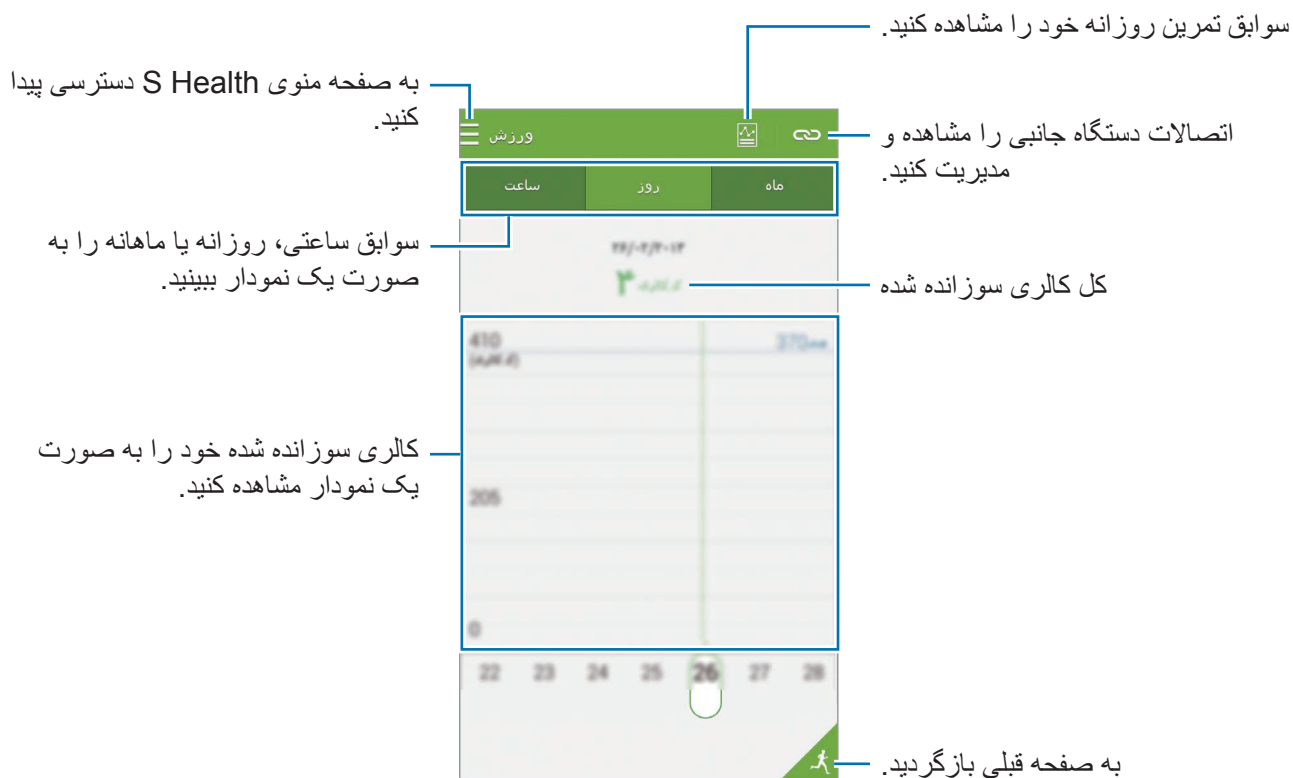 سوابق تمرین روزانه خود را مشاهده کنید.
به صفحه منوی S Health دسترسی پیدا
کنید.
اتصالات دستگاه جانبی را مشاهده و
مدیریت کنید.
ورزش
ساعت
روز
ماه
سوابق ساعتی، روزانه یا ماهانه را به
صورت یک نمودار ببینید.
۴
کل کالری سوزانده شده
410
370
کالری سوزانده شده خود را به صورت
یک نمودار مشاهده کنید.
205
0
22 23 24 25 26 27 28
به صفحه قبلی بازگردید.